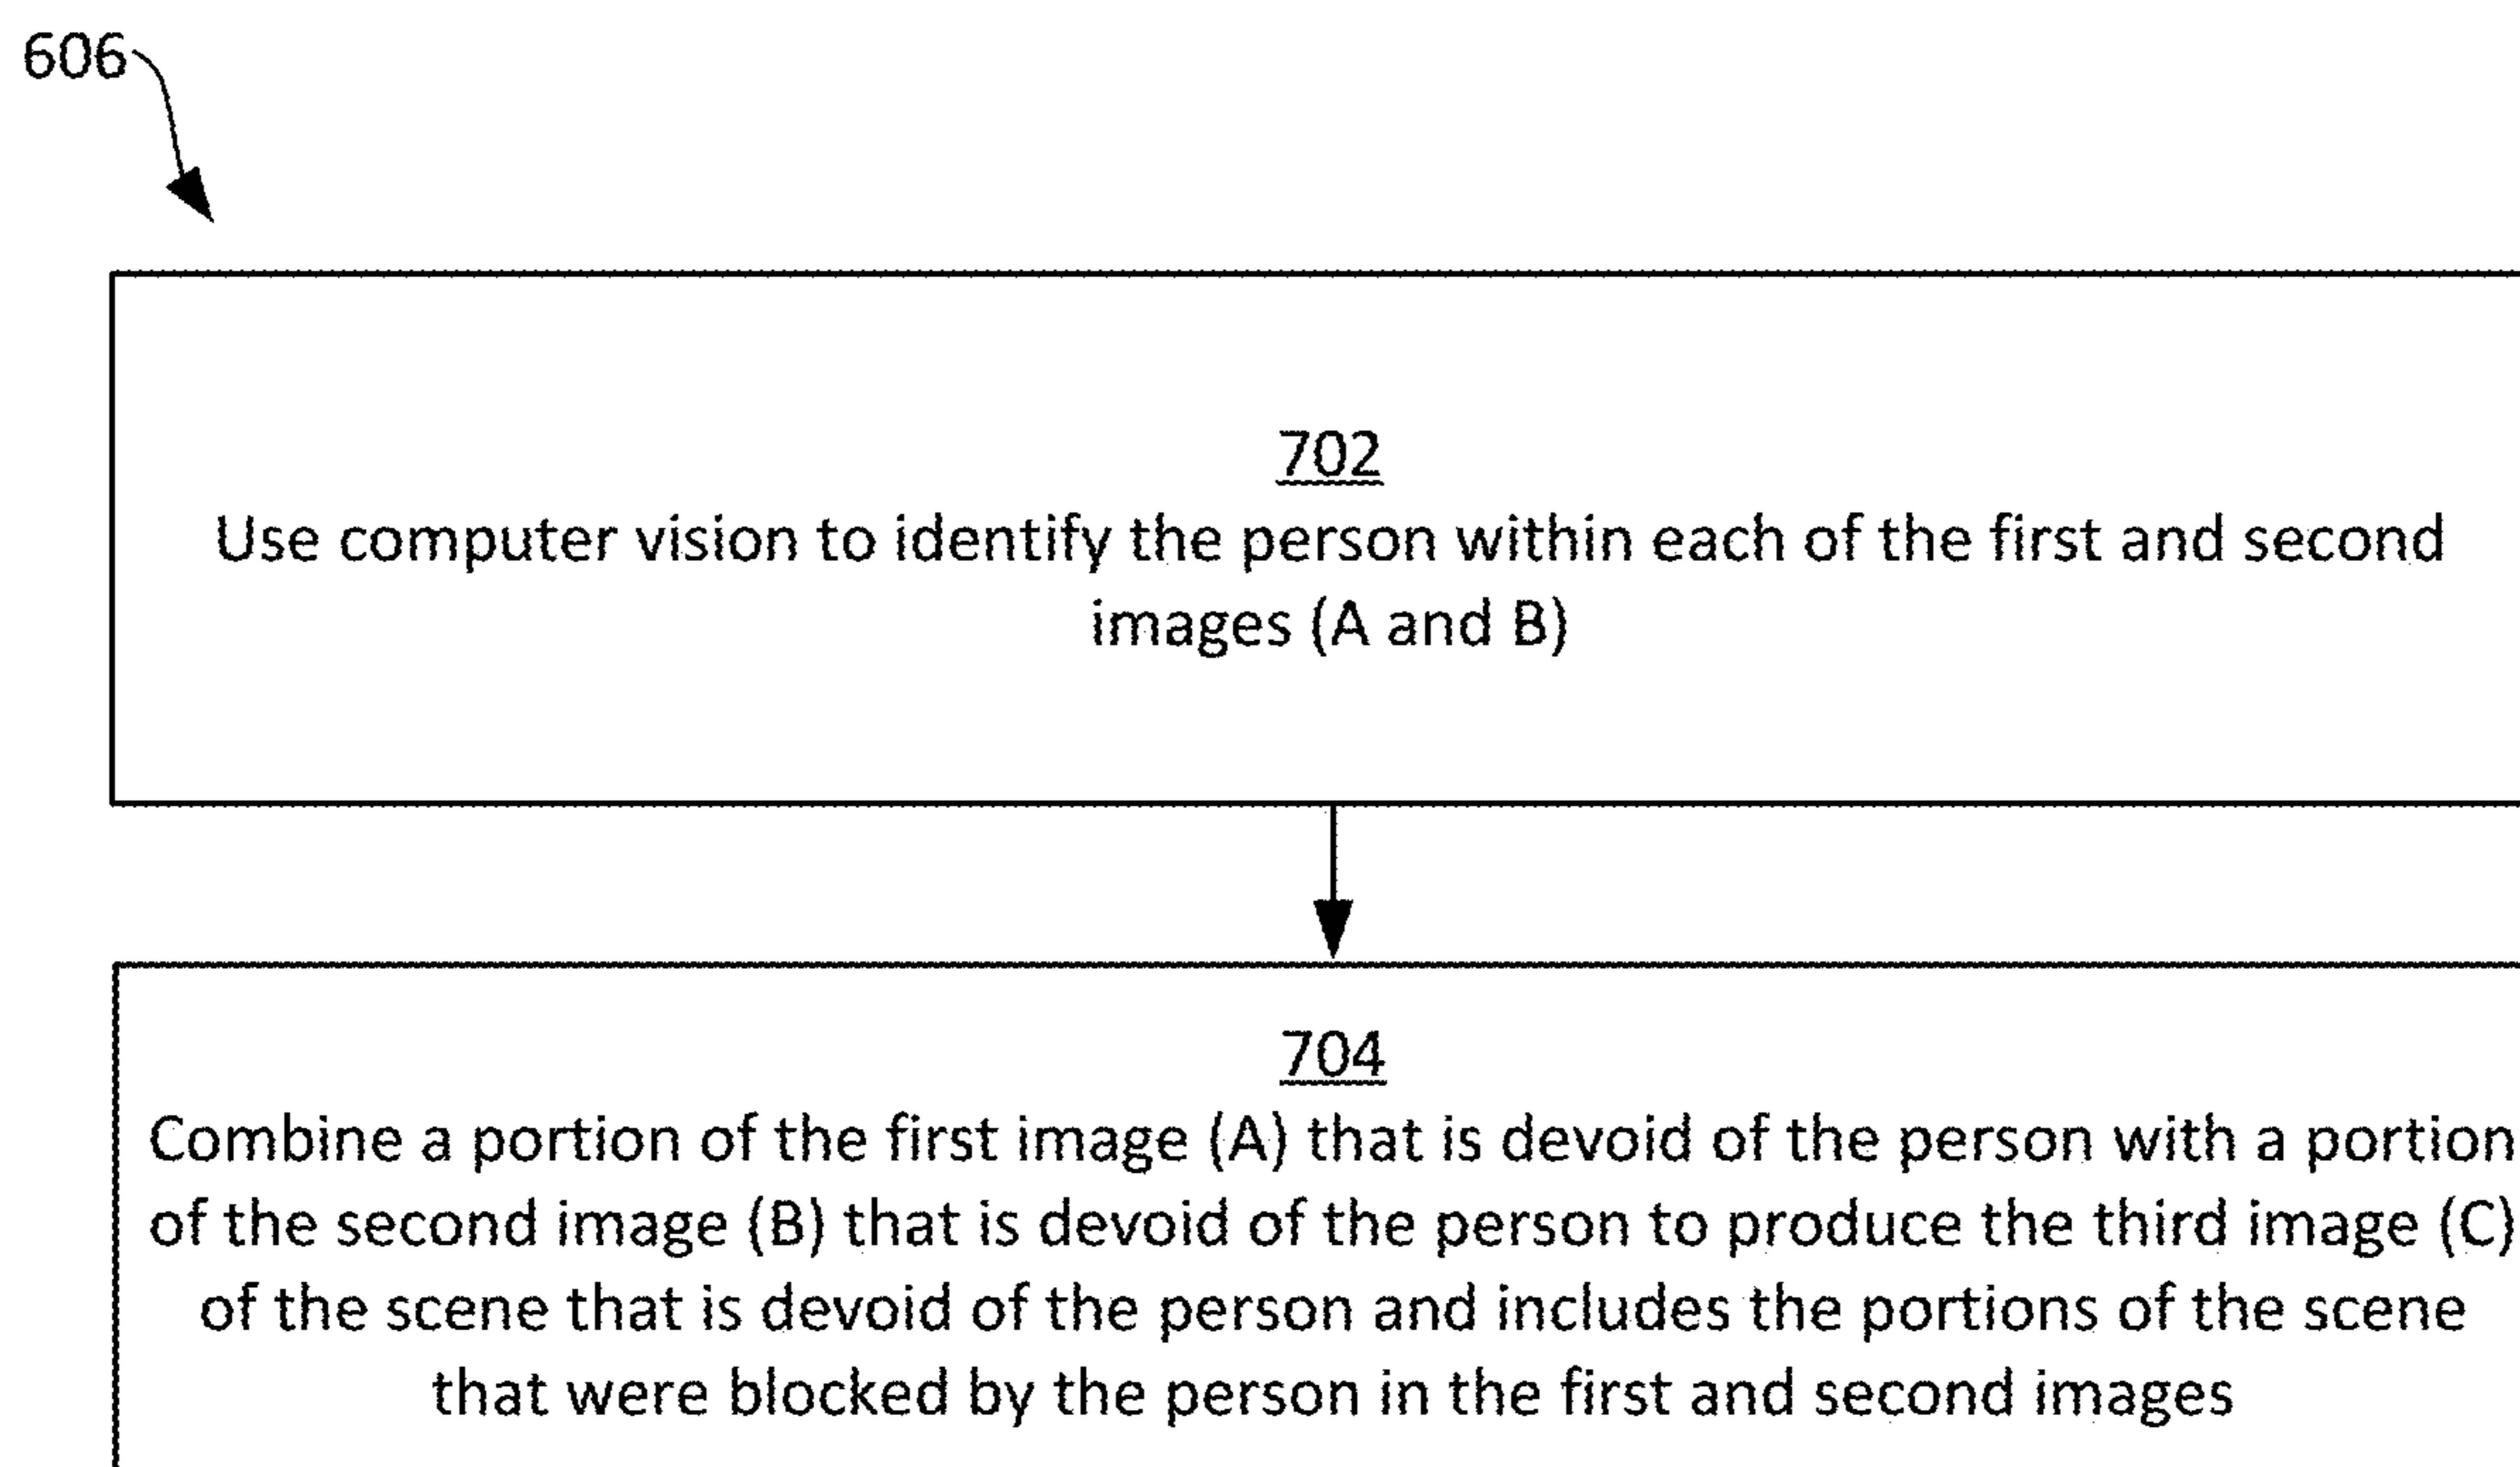 606
702
Use computer vision to identify the person within each of the first and second
images (A and B)
704
Combine a portion of the first image (A) that is devoid of the person with a portion
of the second image (B) that is devoid of the person to produce the third image (C)
of the scene that is devoid of the person and includes the portions of the scene
that were blocked by the person in the first and second images